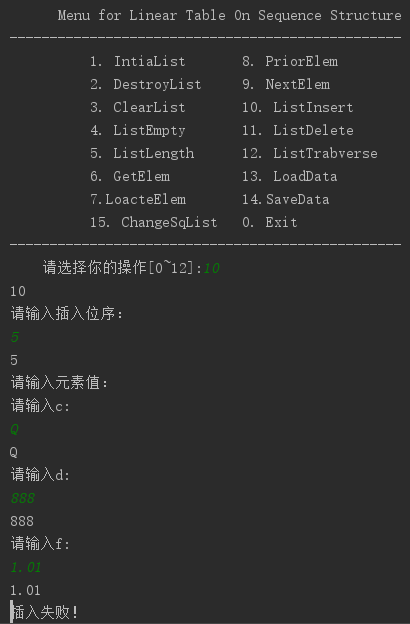 Menu for Linear Table On Sequence Structure
-------------------------------------------------
1. IntiaList 8. PriorElem
2. DestroyList 9. NextElem
3. ClearList 10. ListInsert
4. ListEmpty 11. ListDelete
5. ListLength 12. ListTrabverse
6. GetElem 13. LoadData
7.LoacteElem 14.SaveData
15. ChangeSqList 0. Exit
-------------------------------------------------
请选择你的操作[0~12]:10
10
请输入插入位序：
5
5
请输入元素值：
请输入c:
Q
Q
请输入d:
888
888
请输入f:
1.01
1.01
插入失败!